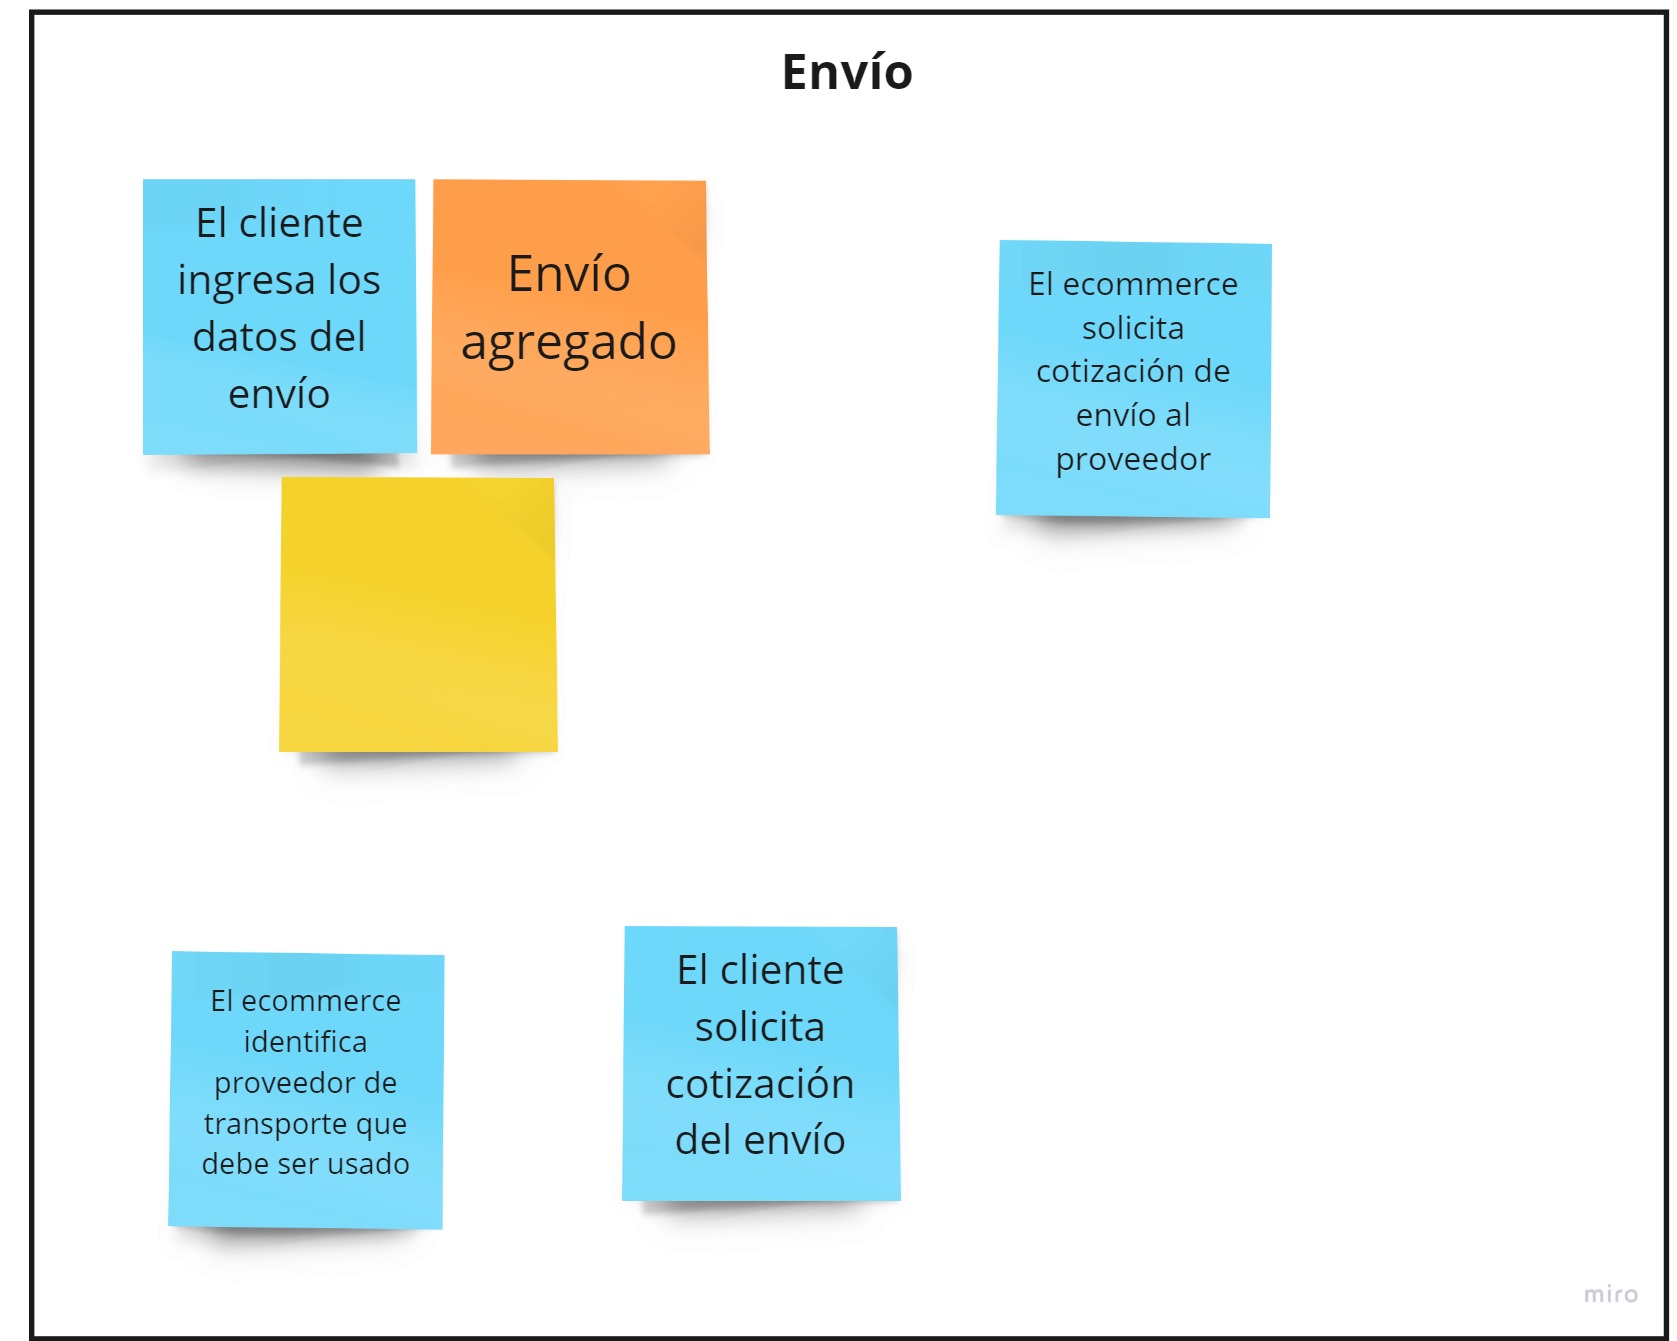 Envío
El cliente
ingresa los
datos del
envío
Envío
agregado
El ecommerce
solicita
cotización de
envío al
proveedor
El ecommerce
identifica
proveedor de
transporte que
debe ser usado
El cliente
solicita
cotización
del envío
miro